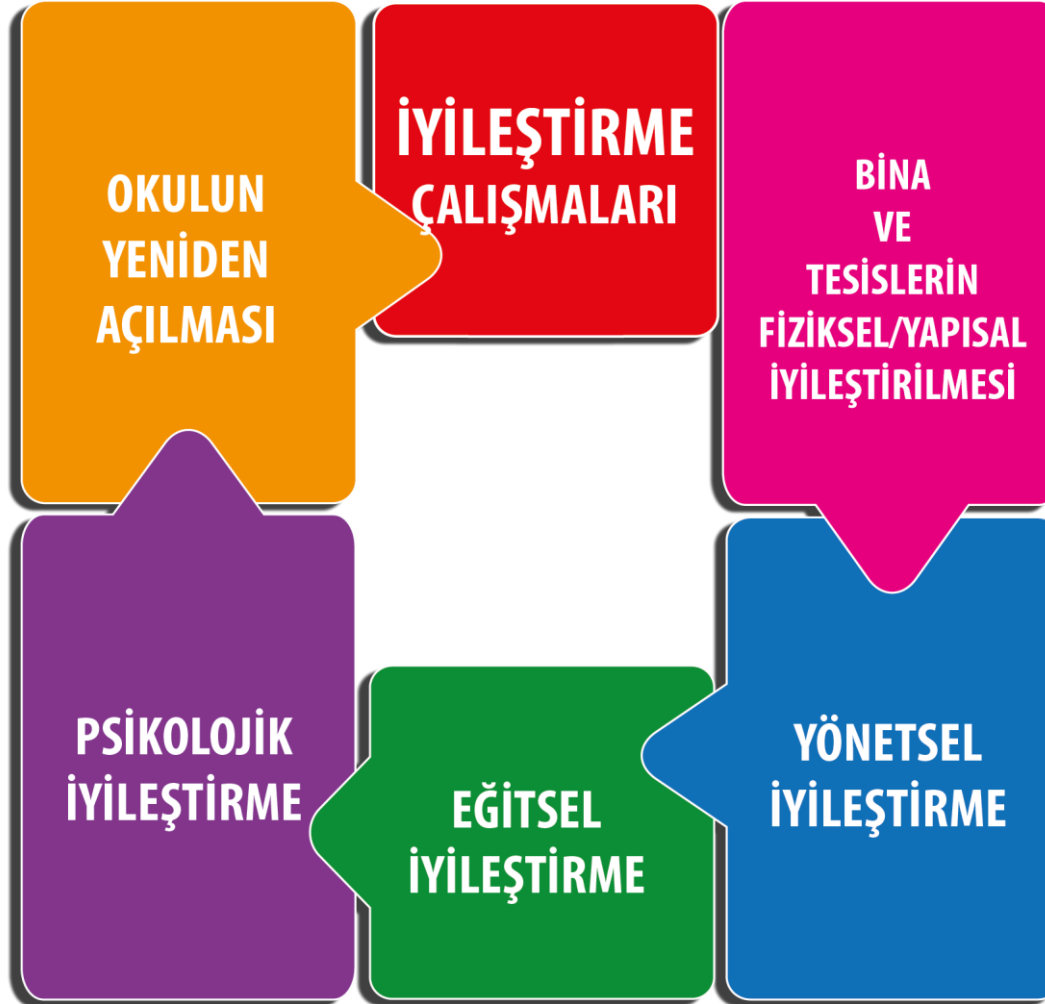 İYİLEŞTİRME
ÇALIŞMALARI
BİNA
VE
TESİSLERİN
FİZİKSEL/YAPISAL
İYİLEŞTİRİLMESİ
YÖNETSEL
İYİLEŞTİRME
EĞİTSEL
İYİLEŞTİRME
PSİKOLOJİK
İYİLEŞTİRME
OKULUN
YENİDEN
AÇILMASI